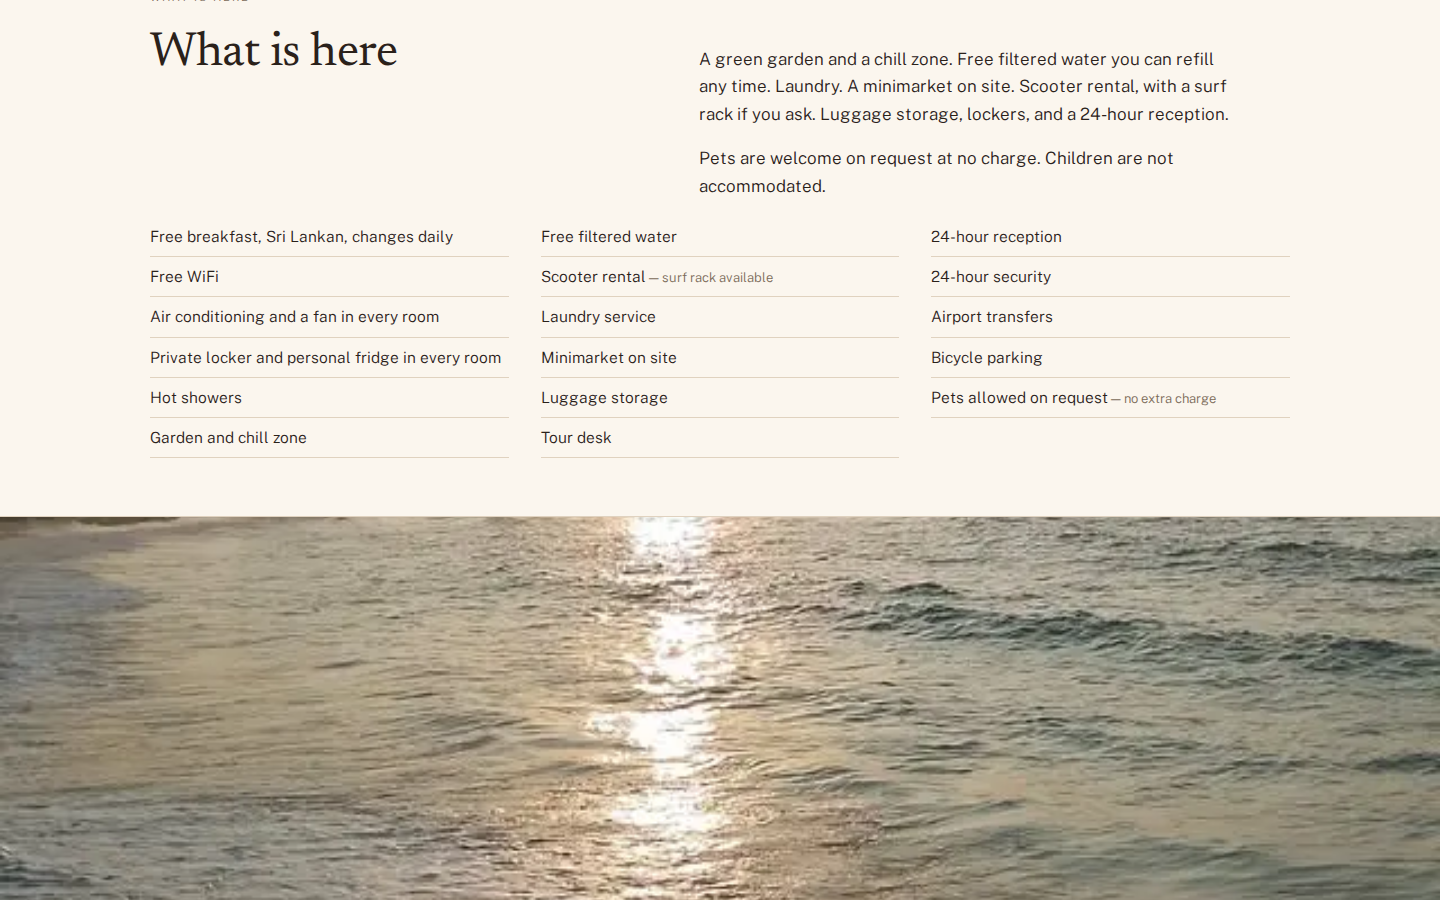 What is here
A green garden and a chill zone. Free filtered water you can refill
any time. Laundry. A minimarket on site. Scooter rental, with a surf
rack if you ask. Luggage storage, lockers, and a 24-hour reception.
Pets are welcome on request at no charge. Children are not
accommodated.
Free breakfast, Sri Lankan, changes daily
Free WiFi
Air conditioning and a fan in every room
Private locker and personal fridge in every room
Hot showers
Garden and chill zone
Free filtered water
Scooter rental — surf rack available
Laundry service
Minimarket on site
Luggage storage
Tour desk
24-hour reception
24-hour security
Airport transfers
Bicycle parking
Pets allowed on request — no extra charge